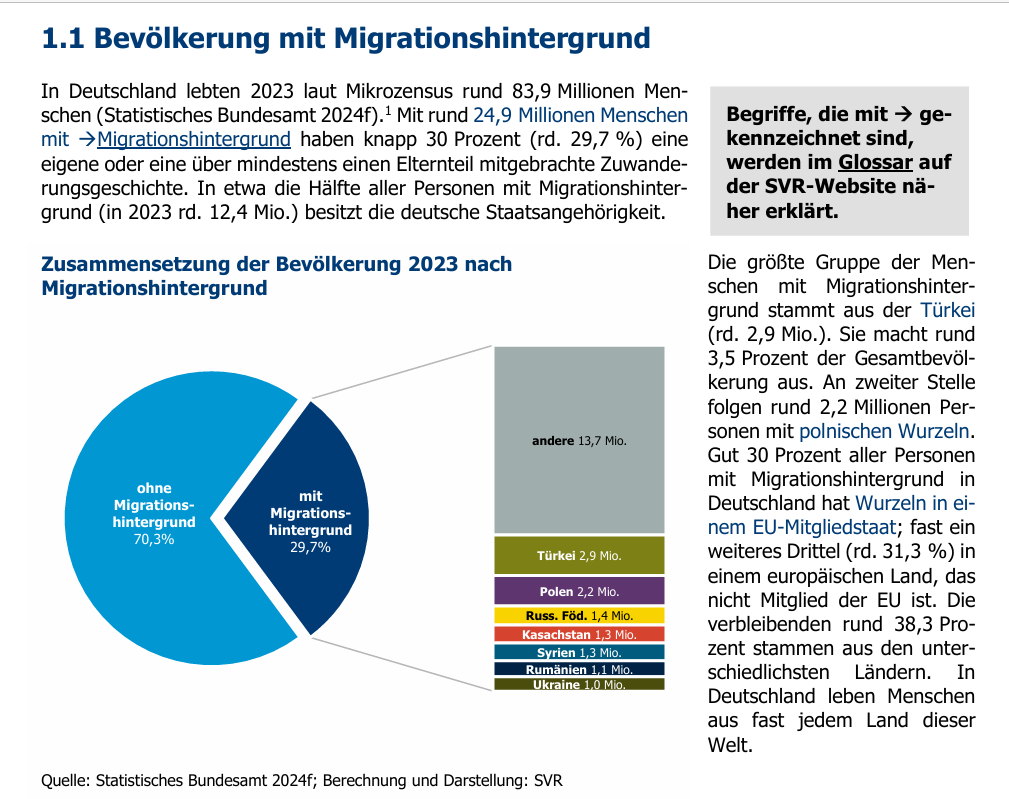 1.1 Bevölkerung mit Migrationshintergrund
In Deutschland lebten 2023 laut Mikrozensus rund 83,9 Millionen Men-
schen (Statistisches Bundesamt 2024f).¹ Mit rund 24,9 Millionen Menschen
mit →Migrationshintergrund haben knapp 30 Prozent (rd. 29,7 %) eine
eigene oder eine über mindestens einen Elternteil mitgebrachte Zuwande-
rungsgeschichte. In etwa die Hälfte aller Personen mit Migrationshinter-
grund (in 2023 rd. 12,4 Mio.) besitzt die deutsche Staatsangehörigkeit.
Begriffe, die mit → ge-
kennzeichnet sind,
werden im Glossar auf
der SVR-Website nä-
her erklärt.
Zusammensetzung der Bevölkerung 2023 nach
Migrationshintergrund
ohne
Migrations-
hintergrund
70,3%
mit
Migrations-
hintergrund
29,7%
andere 13,7 Mio.
Türkei 2,9 Mio.
Polen 2,2 Mio.
Russ. Föd. 1,4 Mio.
Kasachstan 1,3 Mio.
Syrien 1,3 Mio.
Rumänien 1,1 Mio.
Ukraine 1,0 Mio.
Quelle: Statistisches Bundesamt 2024f; Berechnung und Darstellung: SVR
Die größte Gruppe der Men-
schen mit Migrationshinter-
grund stammt aus der Türkei
(rd. 2,9 Mio.). Sie macht rund
3,5 Prozent der Gesamtbevöl-
kerung aus. An zweiter Stelle
folgen rund 2,2 Millionen Per-
sonen mit polnischen Wurzeln.
Gut 30 Prozent aller Personen
mit Migrationshintergrund in
Deutschland hat Wurzeln in ei-
nem EU-Mitgliedstaat; fast ein
weiteres Drittel (rd. 31,3 %) in
einem europäischen Land, das
nicht Mitglied der EU ist. Die
verbleibenden rund 38,3 Pro-
zent stammen aus den unter-
schiedlichsten Ländern. In
Deutschland leben Menschen
aus fast jedem Land dieser
Welt.